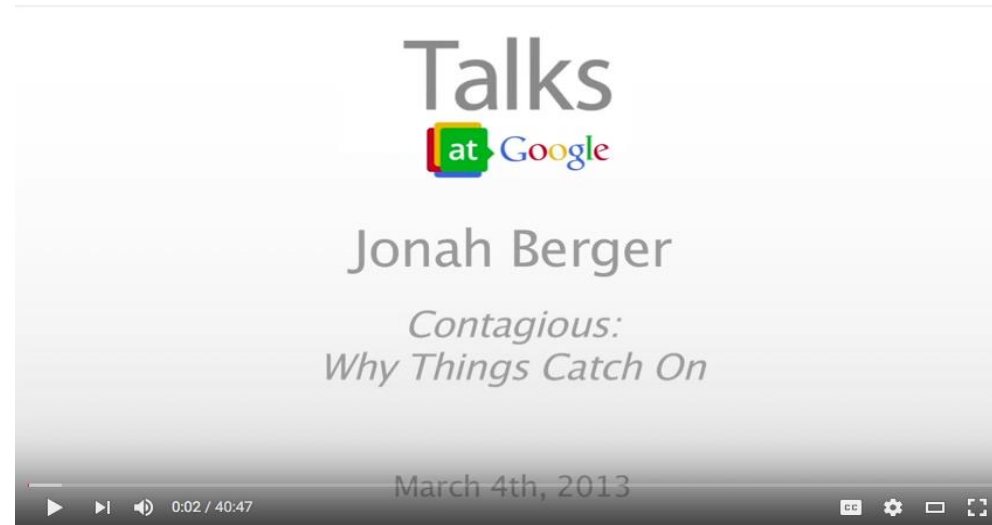 Talks
at Google
Jonah Berger
Contagious:
Why Things Catch On
March 4th, 2013
0:02 / 40:47
CC